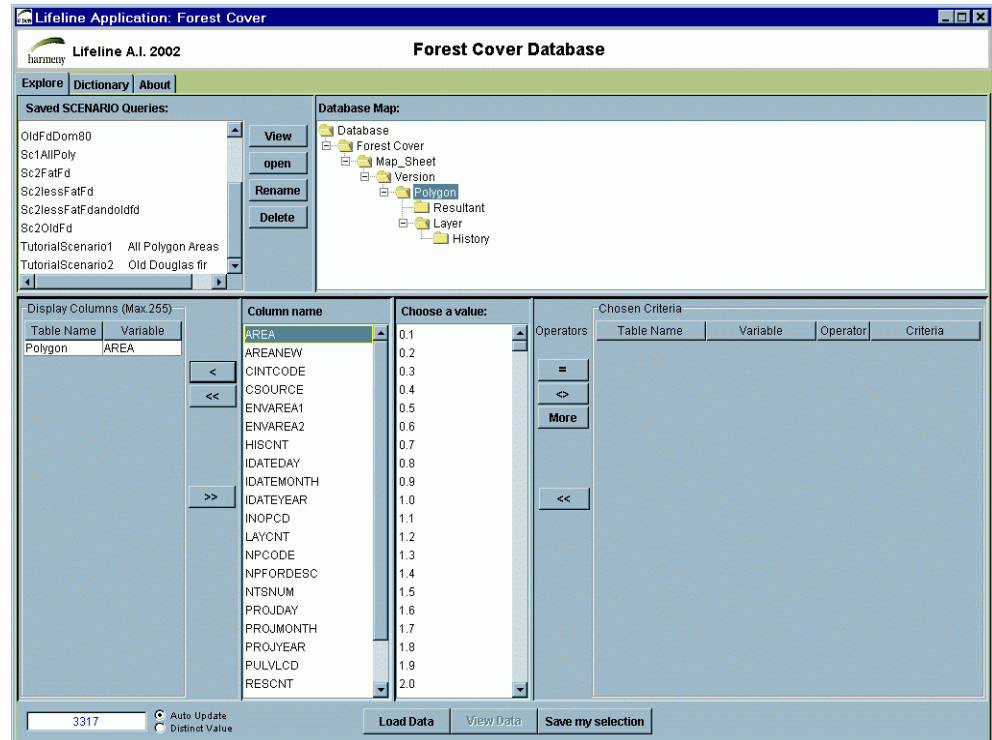 Lifeline Application: Forest Cover
harmeny Lifeline A.I. 2002
Forest Cover Database
Explore Dictionary About
Saved SCENARIO Queries:
OldFdDom80
Sc1AllPoly
Sc2FatFd
Sc2lessFatFd
Sc2lessFatFdandoldfd
Sc2OldFd
TutorialScenario1 All Polygon Areas
TutorialScenario2 Old Douglas fir
View
open
Rename
Delete
Database Map:
Database
Forest Cover
Map_Sheet
Version
Polygon
Resultant
Layer
History
Display Columns (Max.255)
Table Name Variable
Polygon AREA
<
<<
>>
Column name
AREA
AREANEW
CINTCODE
CSOURCE
ENVAREA1
ENVAREA2
HISCNT
IDATEDAY
IDATEMONTH
IDATEYEAR
INOPCD
LAYCNT
NPCODE
NPFORDESC
NTSNUM
PROJDAY
PROJMONTH
PROJYEAR
PULVLCD
RESCNT
Choose a value:
0.1
0.2
0.3
0.4
0.5
0.6
0.7
0.8
0.9
1.0
1.1
1.2
1.3
1.4
1.5
1.6
1.7
1.8
1.9
2.0
Operators
=
<>
More
<<
Chosen Criteria
Table Name Variable Operator Criteria
3317
Auto Update
Distinct Value
Load Data
View Data
Save my selection